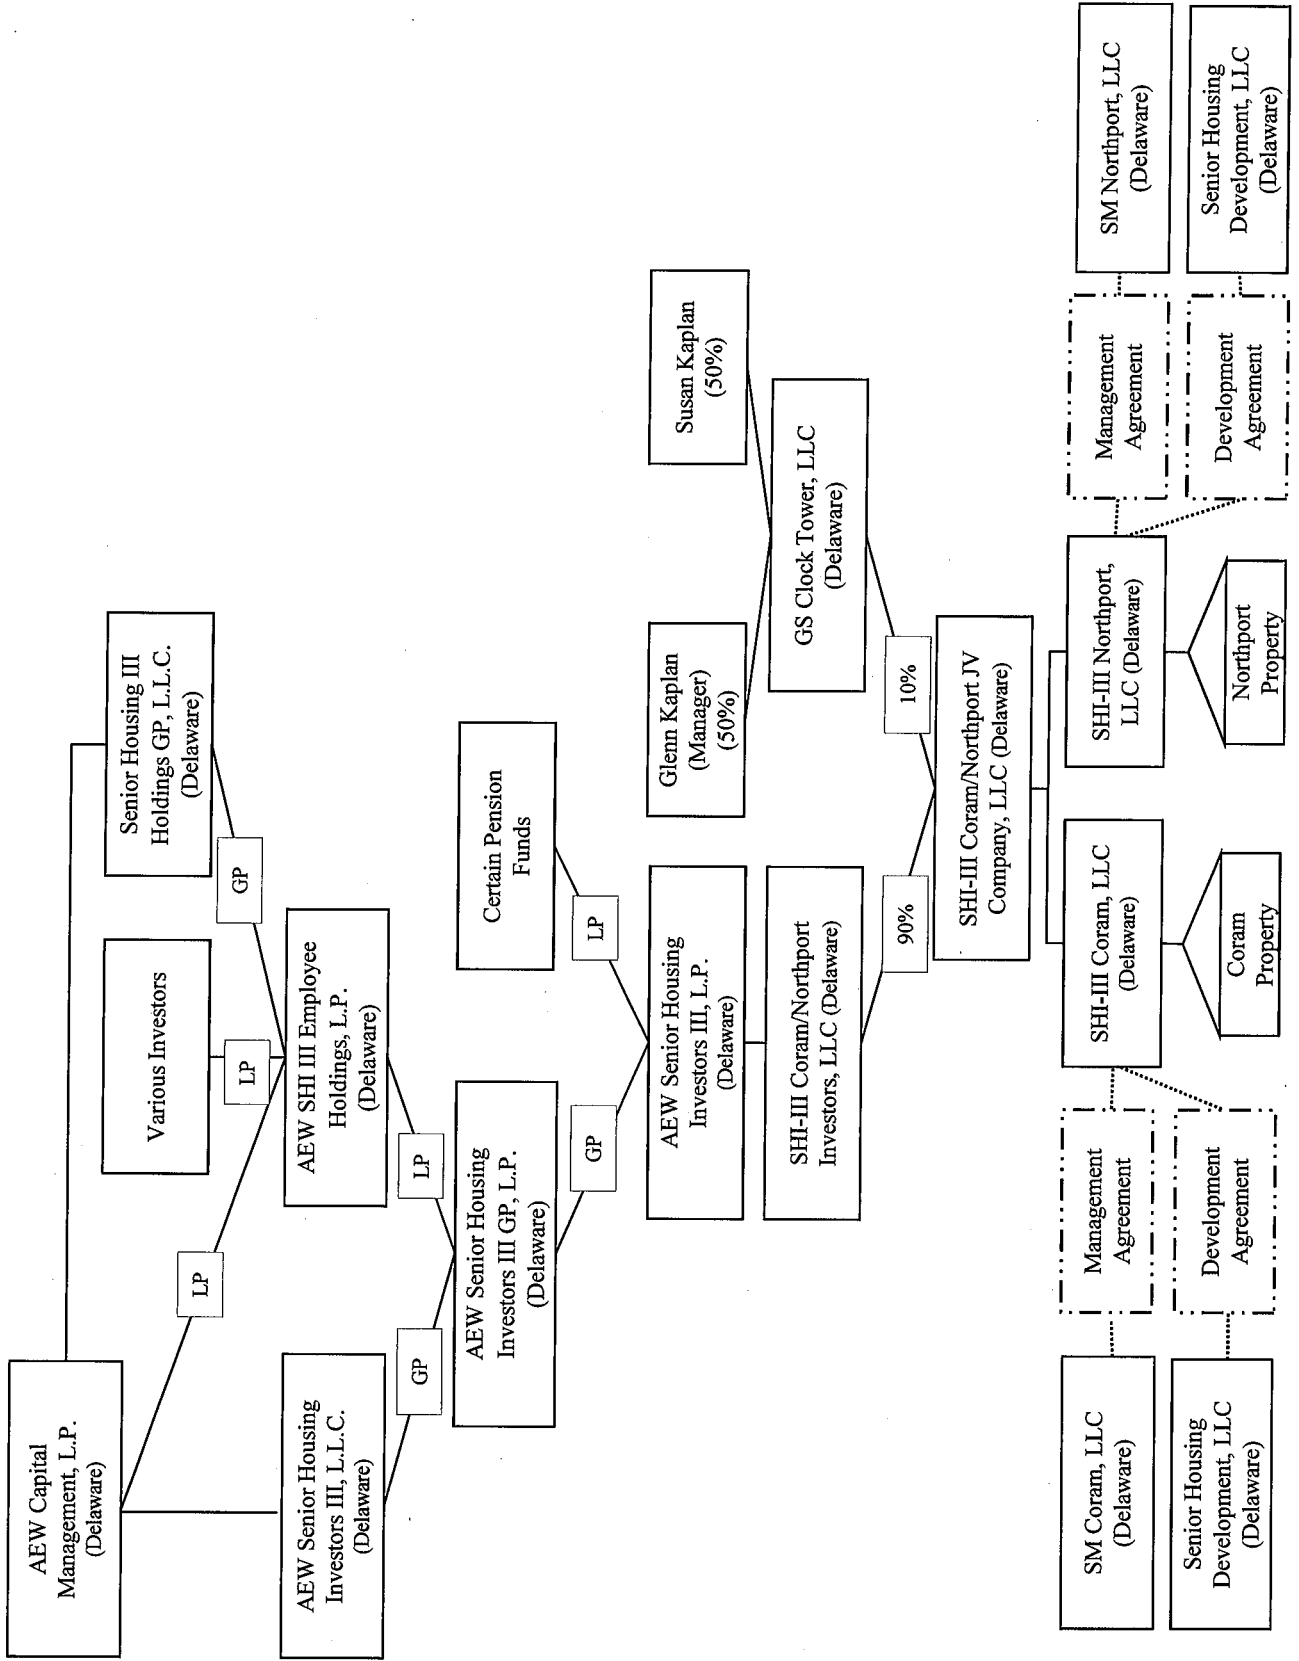 AEW Capital
Management, L.P.
(Delaware)
Senior Housing III
Holdings GP, L.L.C.
(Delaware)
Various Investors
LP
LP
GP
AEW Senior Housing
Investors III, L.L.C.
(Delaware)
AEW SHI III Employee
Holdings, L.P.
(Delaware)
GP
LP
AEW Senior Housing
Investors III GP, L.P.
(Delaware)
Certain Pension
Funds
GP
LP
AEW Senior Housing
Investors III, L.P.
(Delaware)
Glenn Kaplan
(Manager)
(50%)
Susan Kaplan
(50%)
SHI-III Coram/Northport
Investors, LLC (Delaware)
GS Clock Tower, LLC
(Delaware)
90%
10%
SHI-III Coram/Northport JV
Company, LLC (Delaware)
SM Coram, LLC
(Delaware)
Management
Agreement
SHI-III Coram, LLC
(Delaware)
SHI-III Northport,
LLC (Delaware)
Management
Agreement
SM Northport, LLC
(Delaware)
Senior Housing
Development, LLC
(Delaware)
Development
Agreement
Coram
Property
Northport
Property
Development
Agreement
Senior Housing
Development, LLC
(Delaware)